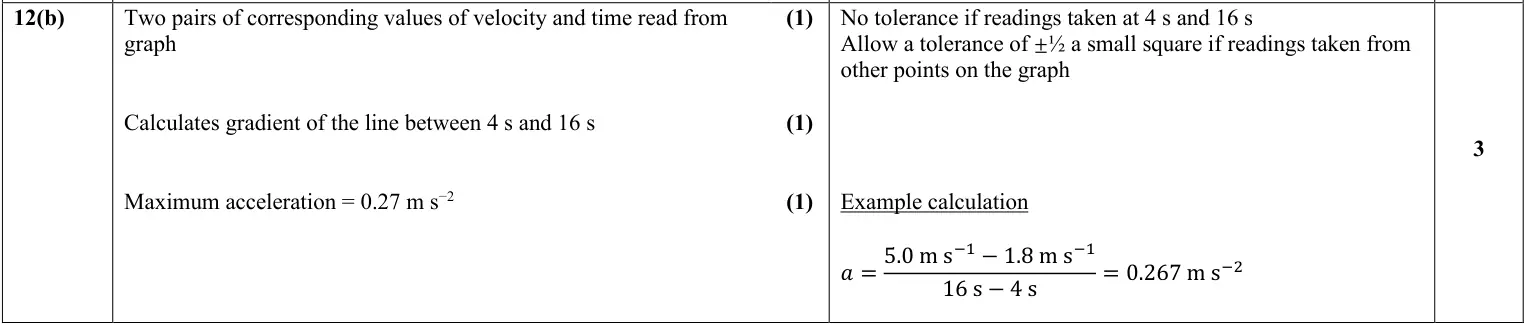 12(b)
Two pairs of corresponding values of velocity and time read from (1)
graph
No tolerance if readings taken at 4 s and 16 s
Allow a tolerance of ±½ a small square if readings taken from
other points on the graph
Calculates gradient of the line between 4 s and 16 s (1)
3
Maximum acceleration = 0.27 m s⁻² (1)
Example calculation
a = (5.0 m s⁻¹ − 1.8 m s⁻¹) / (16 s − 4 s) = 0.267 m s⁻²